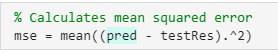 % Calculates mean squared error
mse = mean((pred - testRes).^2)